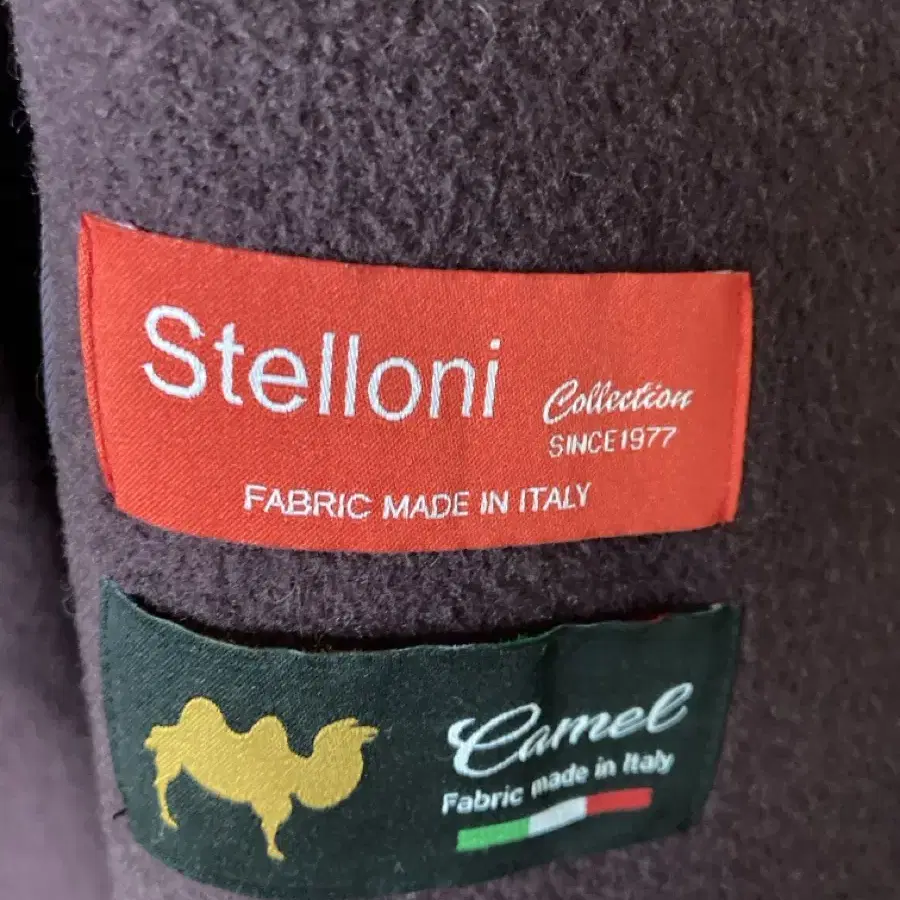 Stelloni
Collection
SINCE1977
FABRIC MADE IN ITALY
Camel
Fabric made in Italy